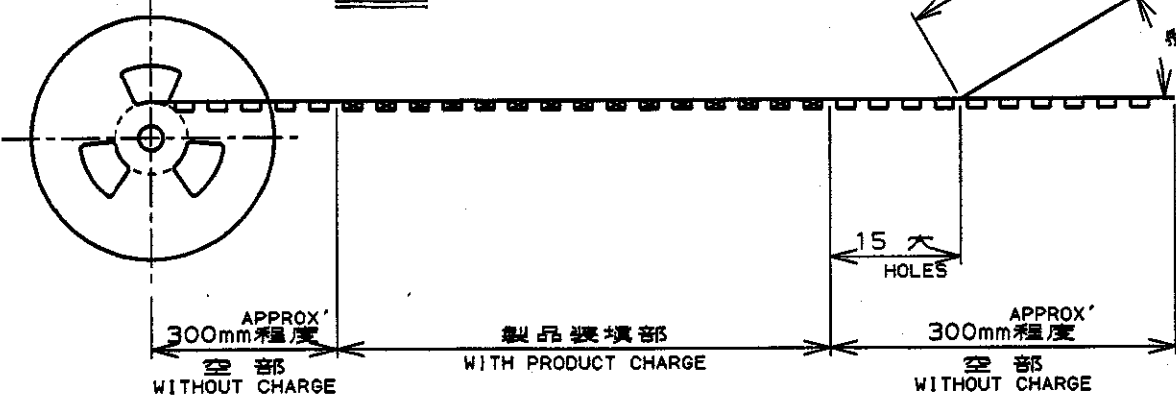 15 穴
HOLES
APPROX'
300mm程度
空 部
WITHOUT CHARGE
製品装填部
WITH PRODUCT CHARGE
APPROX'
300mm程度
空 部
WITHOUT CHARGE